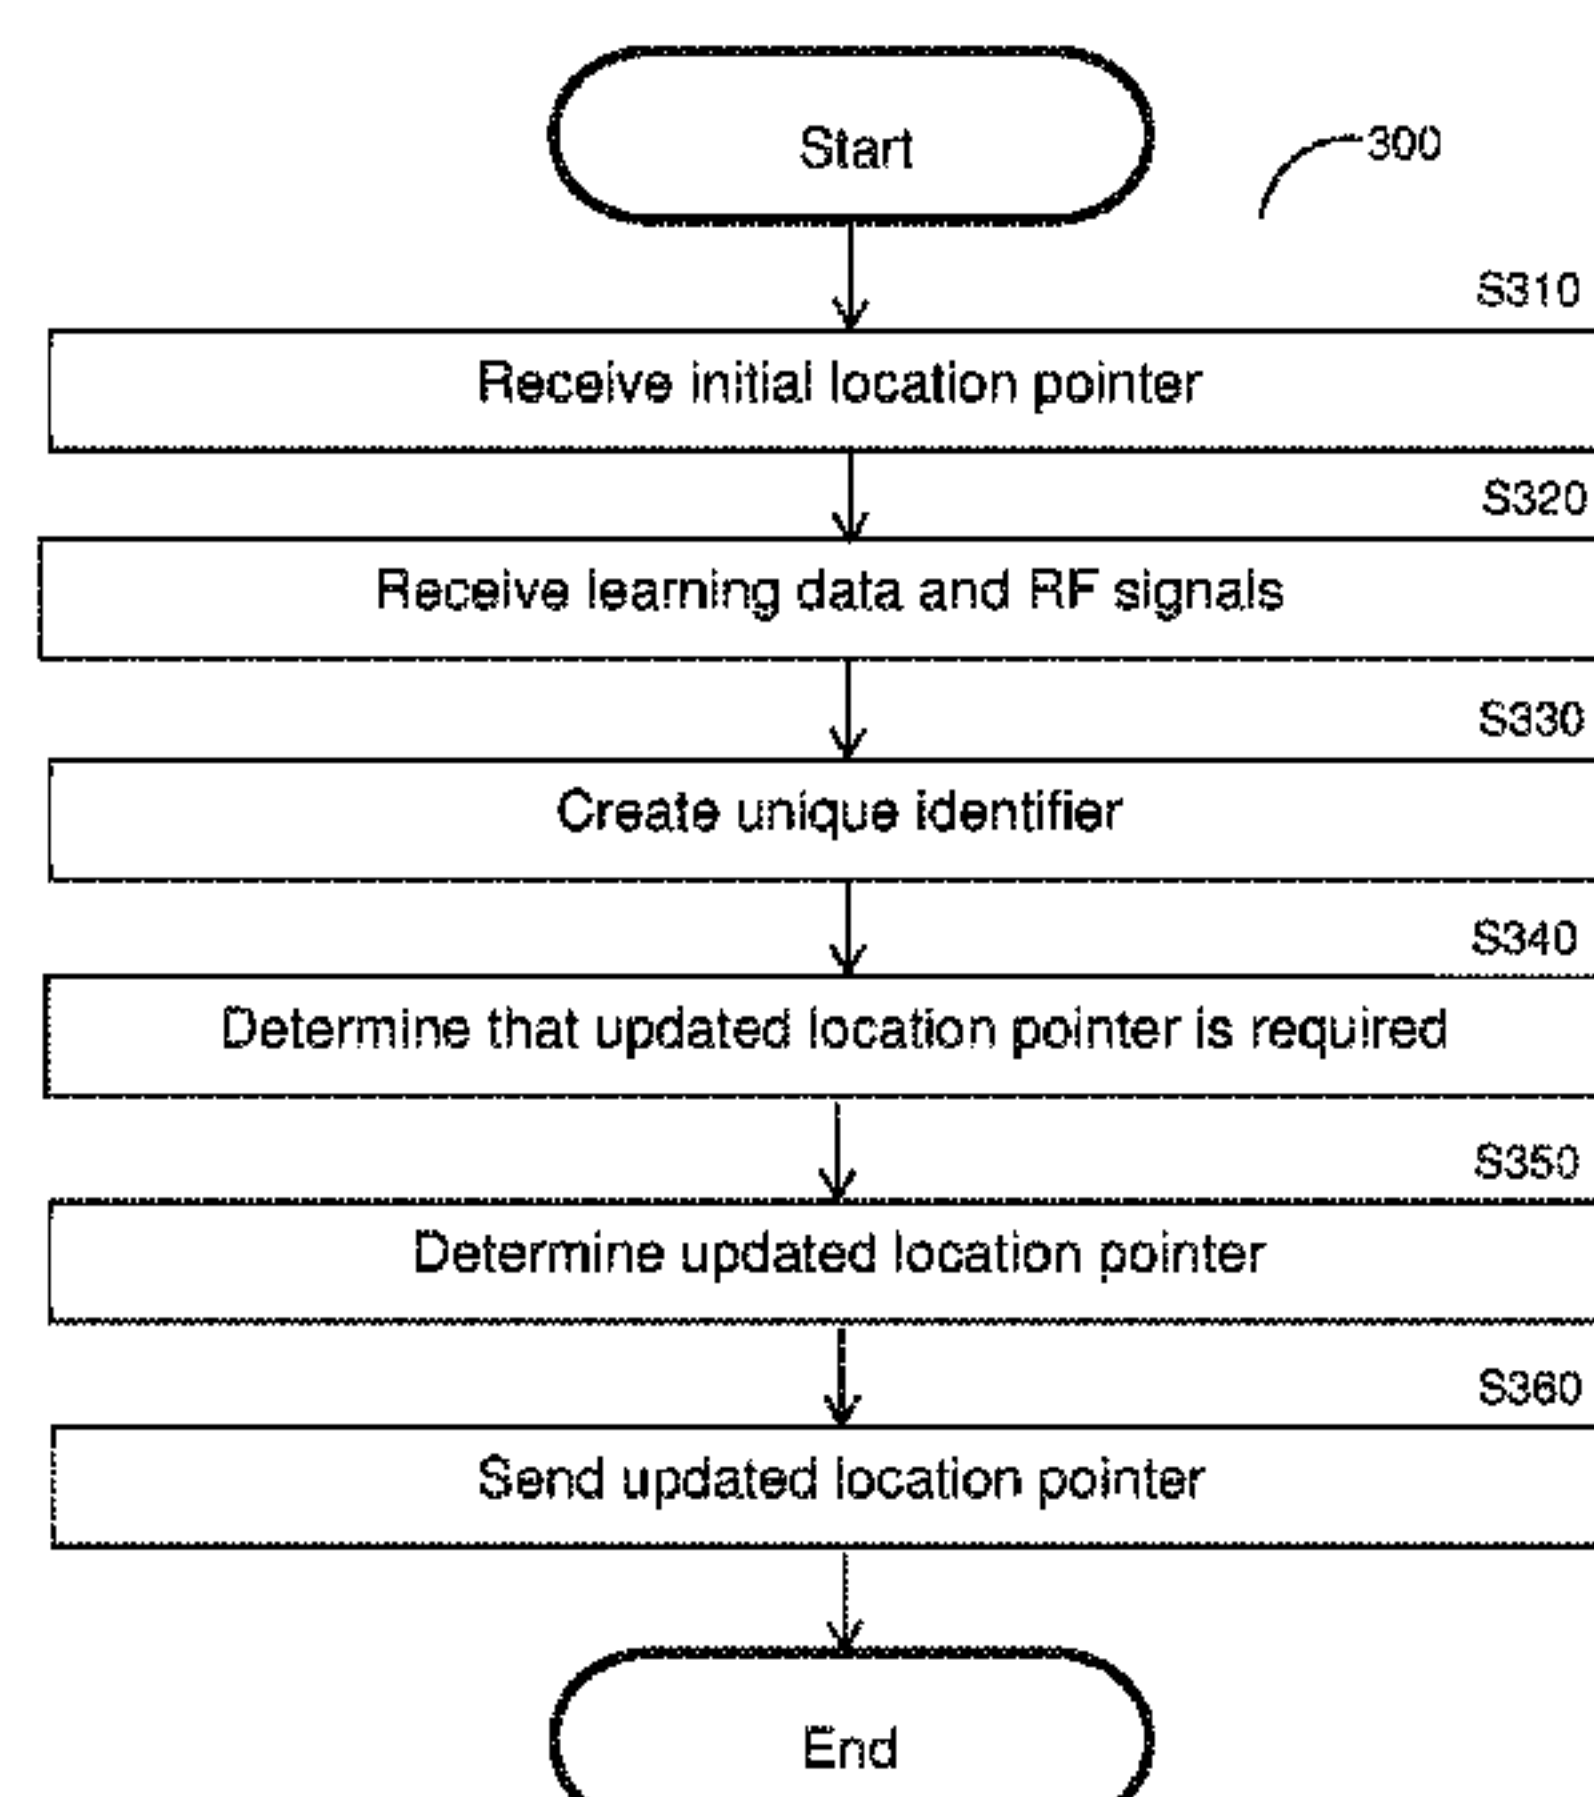 Start
300
S310
Receive initial location pointer
S320
Receive learning data and RF signals
S330
Create unique identifier
S340
Determine that updated location pointer is required
S350
Determine updated location pointer
S360
Send updated location pointer
End